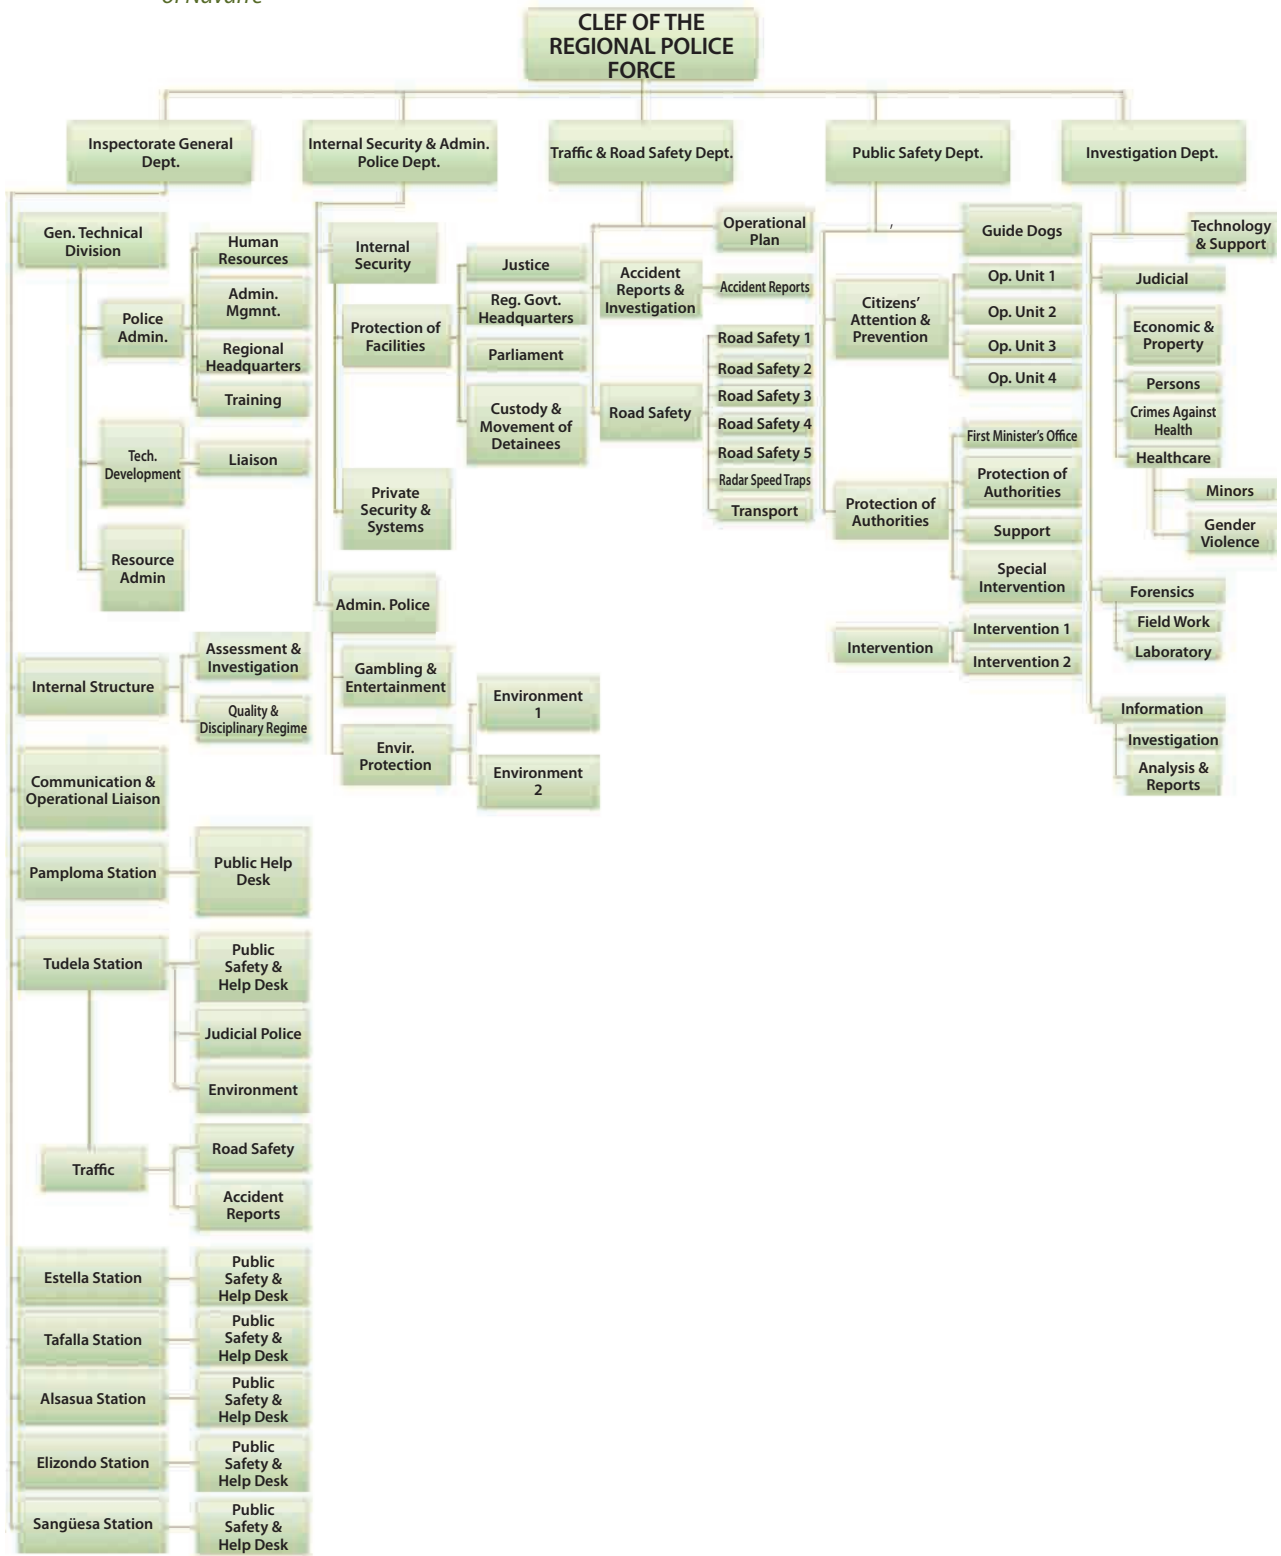 of Navarre
CLEF OF THE
REGIONAL POLICE
FORCE
Inspectorate General
Dept.
Internal Security & Admin.
Police Dept.
Traffic & Road Safety Dept.
Public Safety Dept.
Investigation Dept.
Gen. Technical
Division
Police
Admin.
Human
Resources
Admin.
Mgmnt.
Regional
Headquarters
Training
Tech.
Development
Liaison
Resource
Admin
Internal Structure
Assessment &
Investigation
Quality &
Disciplinary Regime
Communication &
Operational Liaison
Pamploma Station
Public Help
Desk
Tudela Station
Public
Safety &
Help Desk
Judicial Police
Environment
Traffic
Road Safety
Accident
Reports
Estella Station
Public
Safety &
Help Desk
Tafalla Station
Public
Safety &
Help Desk
Alsasua Station
Public
Safety &
Help Desk
Elizondo Station
Public
Safety &
Help Desk
Sangüesa Station
Public
Safety &
Help Desk
Internal
Security
Protection of
Facilities
Justice
Reg. Govt.
Headquarters
Parliament
Custody &
Movement of
Detainees
Private
Security &
Systems
Admin. Police
Gambling &
Entertainment
Envir.
Protection
Environment
1
Environment
2
Operational
Plan
Accident
Reports &
Investigation
Accident Reports
Road Safety
Road Safety 1
Road Safety 2
Road Safety 3
Road Safety 4
Road Safety 5
Radar Speed Traps
Transport
,
Guide Dogs
Citizens’
Attention &
Prevention
Op. Unit 1
Op. Unit 2
Op. Unit 3
Op. Unit 4
Protection of
Authorities
First Minister’s Office
Protection of
Authorities
Support
Special
Intervention
Intervention
Intervention 1
Intervention 2
Technology
& Support
Judicial
Economic &
Property
Persons
Crimes Against
Health
Healthcare
Minors
Gender
Violence
Forensics
Field Work
Laboratory
Information
Investigation
Analysis &
Reports